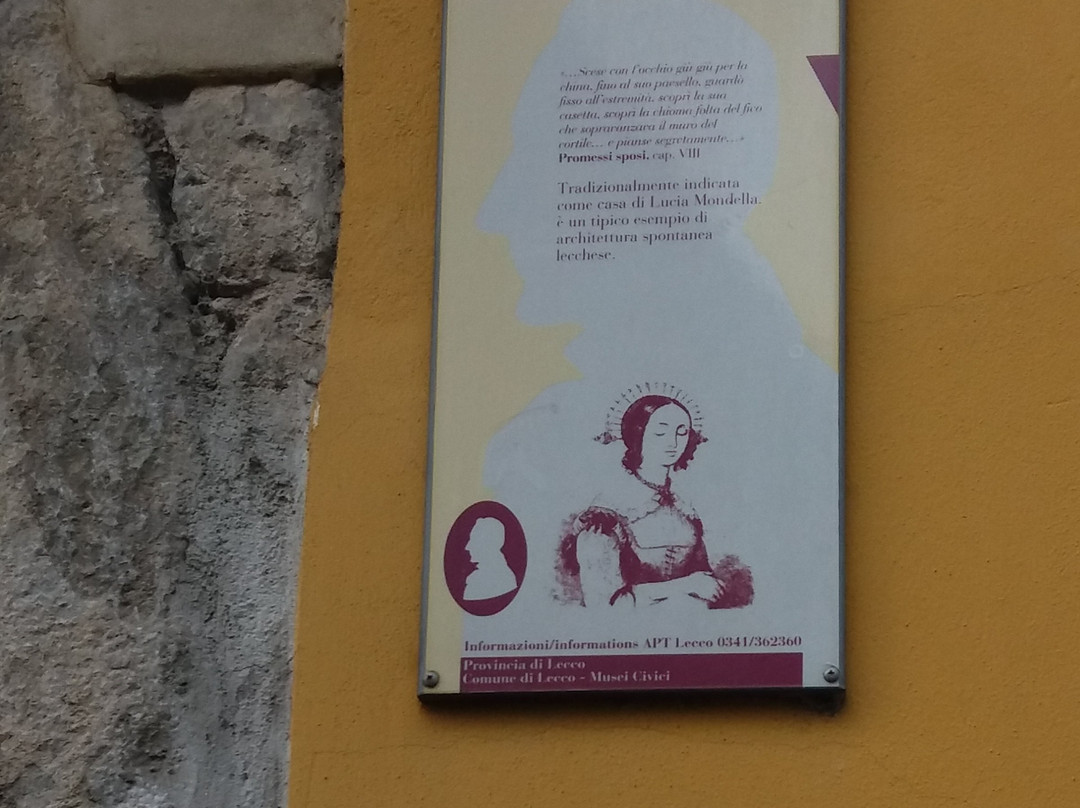 «...Scese con l'occhio giù giù per la
china, fino al suo paesello, guardò
fisso all'estremità, scoprì la sua
casetta, scoprì la chioma folta del fico
che sopravanzava il muro del
cortile... e pianse segretamente...»
Promessi sposi, cap. VIII
Tradizionalmente indicata
come casa di Lucia Mondella,
è un tipico esempio di
architettura spontanea
lecchese.
Informazioni/informations APT Lecco 0341/362360
Provincia di Lecco
Comune di Lecco - Musei Civici